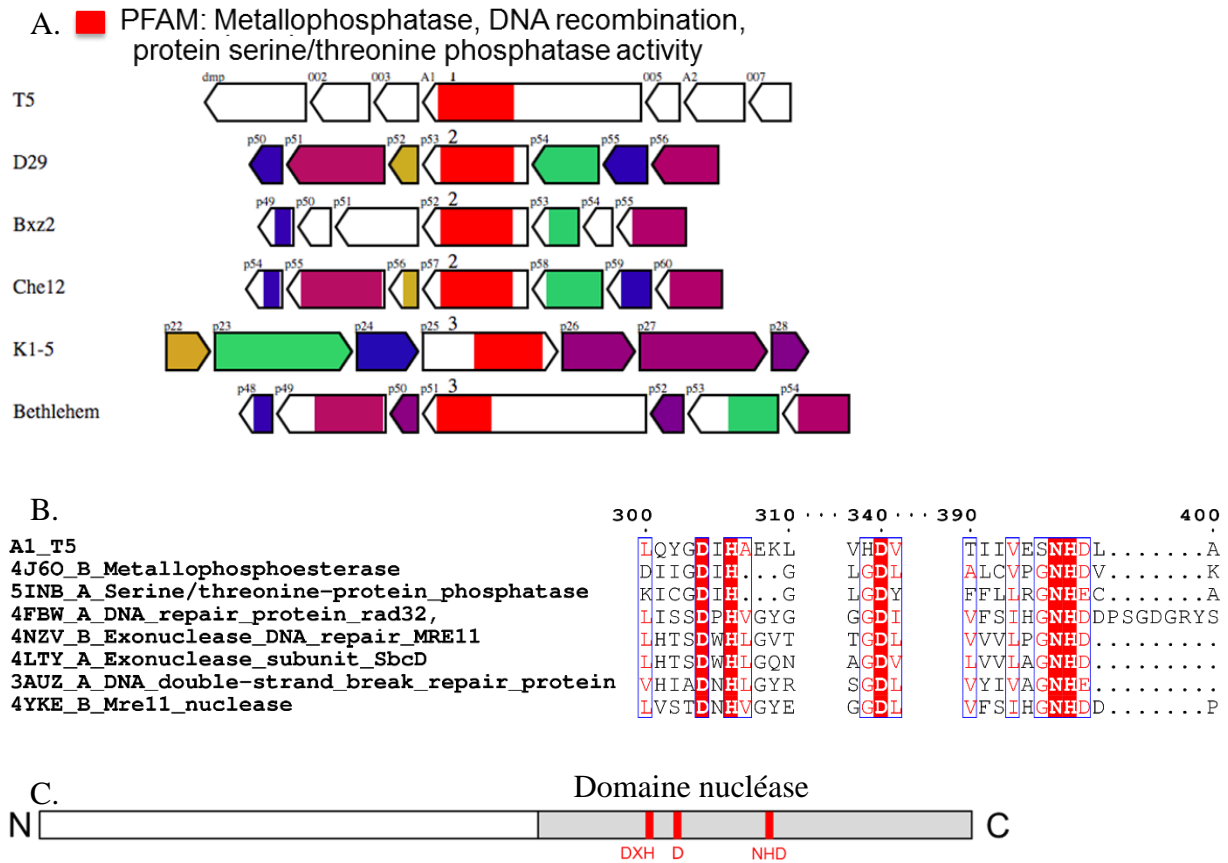 A. PFAM: Metallophosphatase, DNA recombination,
protein serine/threonine phosphatase activity
dmp 002 003 A1 1 005 A2 007
T5
p50 p51 p52 p53 2 p54 p55 p56
D29
p49 p50 p51 p52 2 p53 p54 p55
Bxz2
p54 p55 p56 p57 2 p58 p59 p60
Che12
p22 p23 p24 p25 3 p26 p27 p28
K1-5
p48 p49 p50 p51 3 p52 p53 p54
Bethlehem
B.
300 310 ··· 340 ···· 390 400
A1_T5 LQYGDIHAEKL VHDV TIIVESNHDL.......A
4J6O_B_Metallophosphoesterase DIIGDIH...G LGDL ALCVPGNHDV.......K
5INB_A_Serine/threonine-protein_phosphatase KICGDIH...G LGDY FFLLRGNHEC.......A
4FBW_A_DNA_repair_protein_rad32, LISSDPHVGYG GGDI VFSIHGNHDDPSGDGRYS
4NZV_B_Exonuclease_DNA_repair_MRE11 LHTSDWHLGVT TGDL VVVLPGNHD........
4LTY_A_Exonuclease_subunit_SbcD LHTSDWHLGQN AGDV LVVLAGNHD........
3AUZ_A_DNA_double-strand_break_repair_protein VHIADNHLGYR SGDL VYIVAGNHE........
4YKE_B_Mre11_nuclease LVSTDNHVGYE GGDL VFSIHGNHDD.......P
C. Domaine nucléase
N C
DXH D NHD